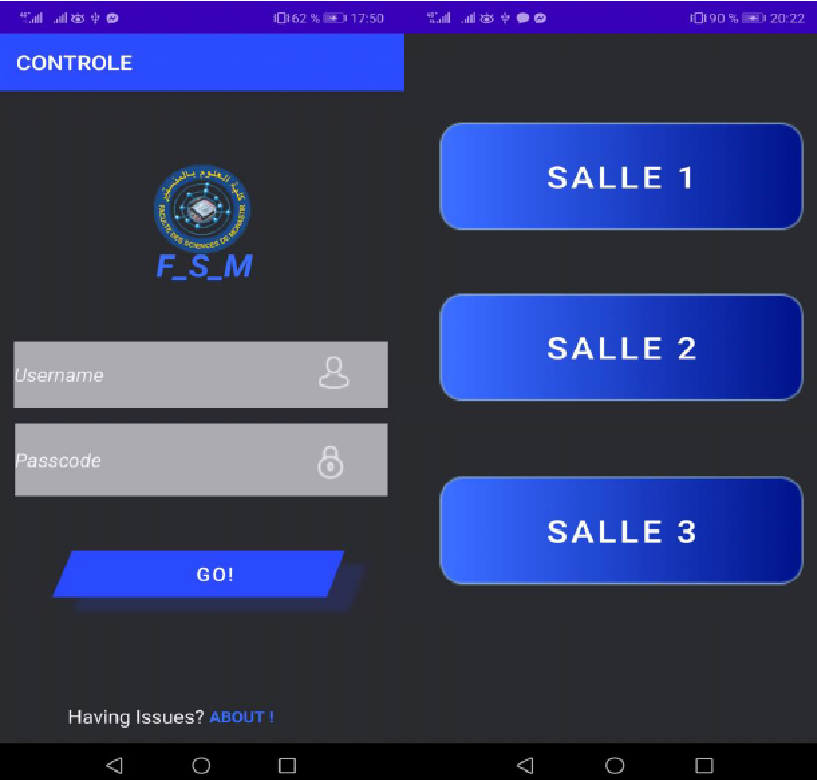 62 % 17:50
CONTROLE
كلية العلوم بالمنستير
FACULTE DES SCIENCES DE MONASTIR
F_S_M
Username
Passcode
GO!
Having Issues? ABOUT !
90 % 20:22
SALLE 1
SALLE 2
SALLE 3